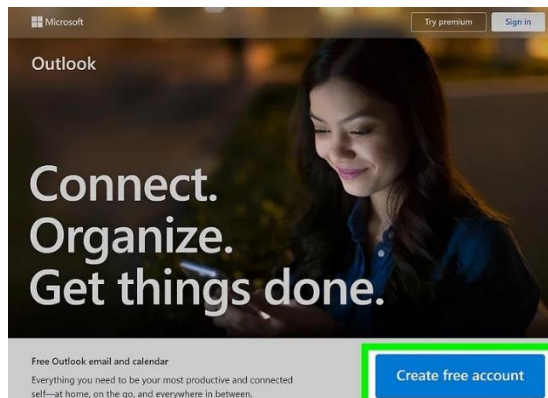 Microsoft
Try premium
Sign in
Outlook
Connect.
Organize.
Get things done.
Free Outlook email and calendar
Everything you need to be your most productive and connected
self—at home, on the go, and everywhere in between.
Create free account